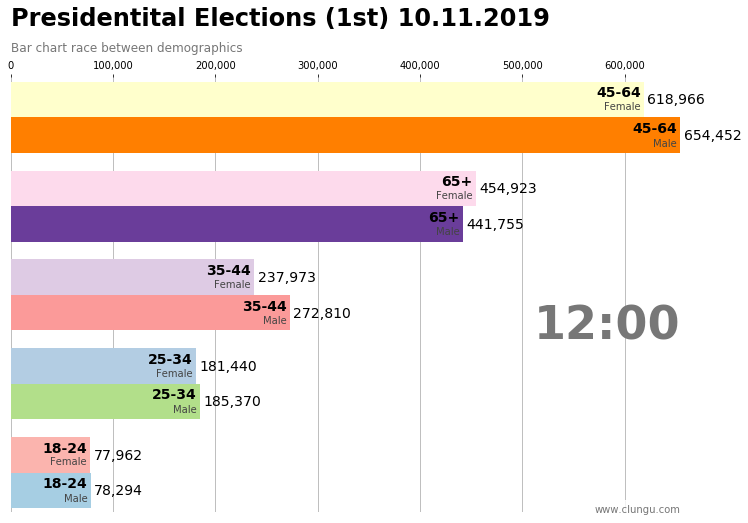 Presidentital Elections (1st) 10.11.2019
Bar chart race between demographics
0 100,000 200,000 300,000 400,000 500,000 600,000
45-64
Female
618,966
45-64
Male
654,452
65+
Female
454,923
65+
Male
441,755
35-44
Female
237,973
35-44
Male
272,810
12:00
25-34
Female
181,440
25-34
Male
185,370
18-24
Female
77,962
18-24
Male
78,294
www.clungu.com